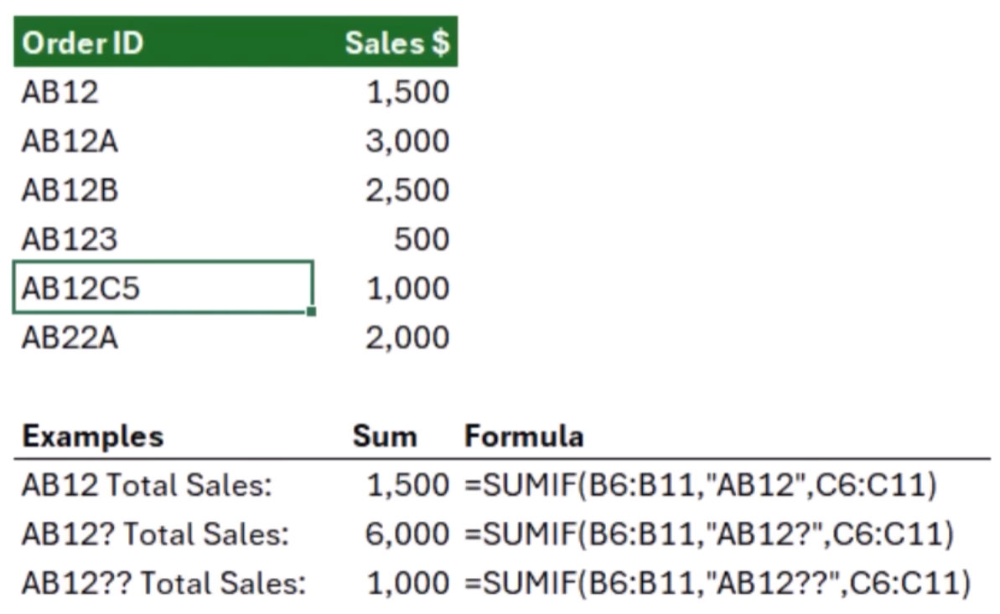 Order ID Sales $
AB12 1,500
AB12A 3,000
AB12B 2,500
AB123 500
AB12C5 1,000
AB22A 2,000
Examples Sum Formula
AB12 Total Sales: 1,500 =SUMIF(B6:B11,"AB12",C6:C11)
AB12? Total Sales: 6,000 =SUMIF(B6:B11,"AB12?",C6:C11)
AB12?? Total Sales: 1,000 =SUMIF(B6:B11,"AB12??",C6:C11)